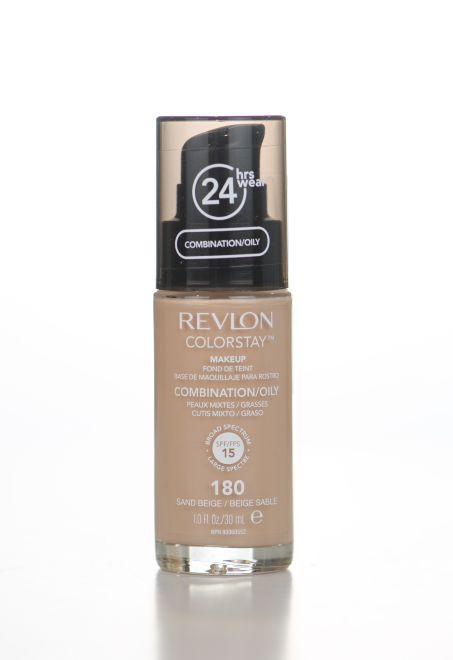 24 hrs wear
COMBINATION/OILY
REVLON
COLORSTAY™
MAKEUP
FOND DE TEINT
BASE DE MAQUILLAJE PARA ROSTRO
COMBINATION/OILY
PEAUX MIXTES / GRASSES
CUTIS MIXTO / GRASO
BROAD SPECTRUM
SPF/FPS
15
LARGE SPECTRE
180
SAND BEIGE / BEIGE SABLE
1.0 Fl. Oz./30 mL e